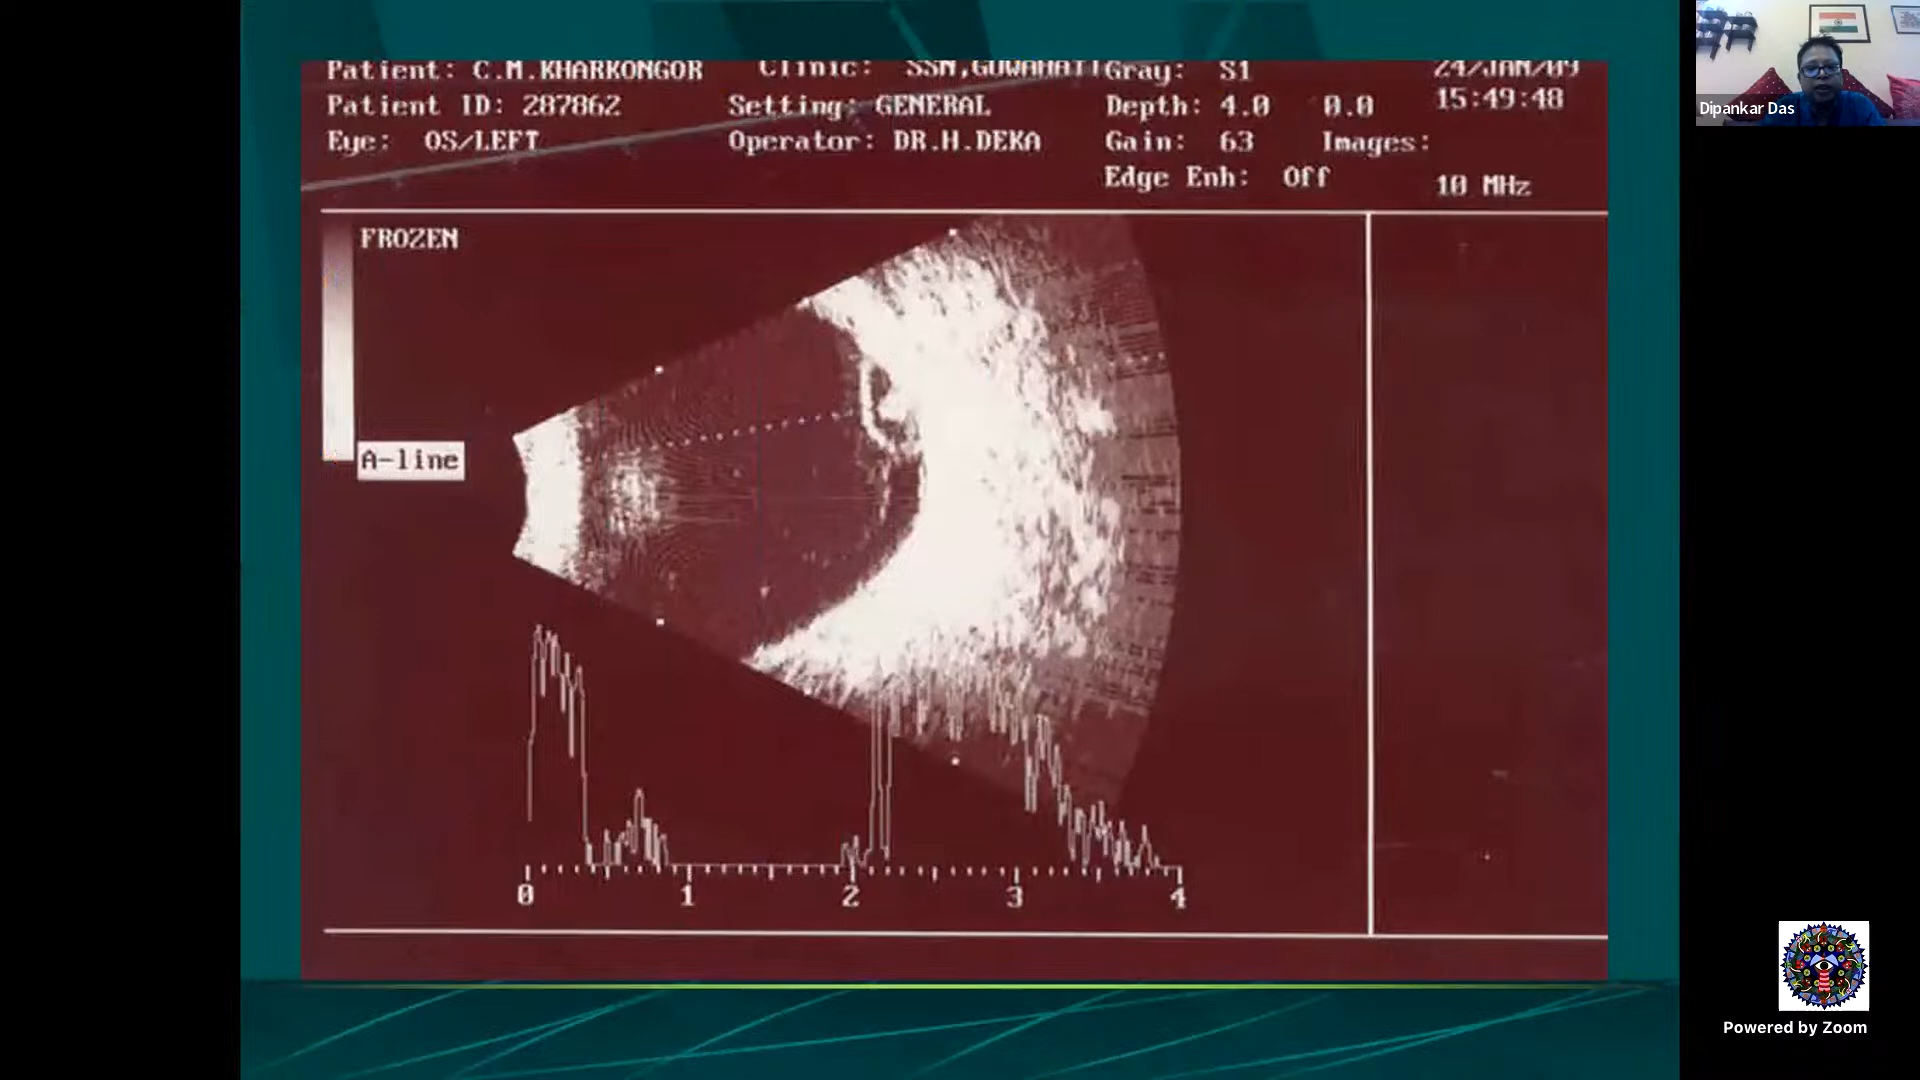 Patient: C.M.KHARKONGOR Clinic: SSN,GUWAHATI Gray: S1 24/JAN/09
Patient ID: 287862 Setting: GENERAL Depth: 4.0 0.0 15:49:48
Eye: OS/LEFT Operator: DR.H.DEKA Gain: 63 Images:
Edge Enh: Off 10 MHz
FROZEN
A-line
0 1 2 3 4
Dipankar Das
Powered by Zoom